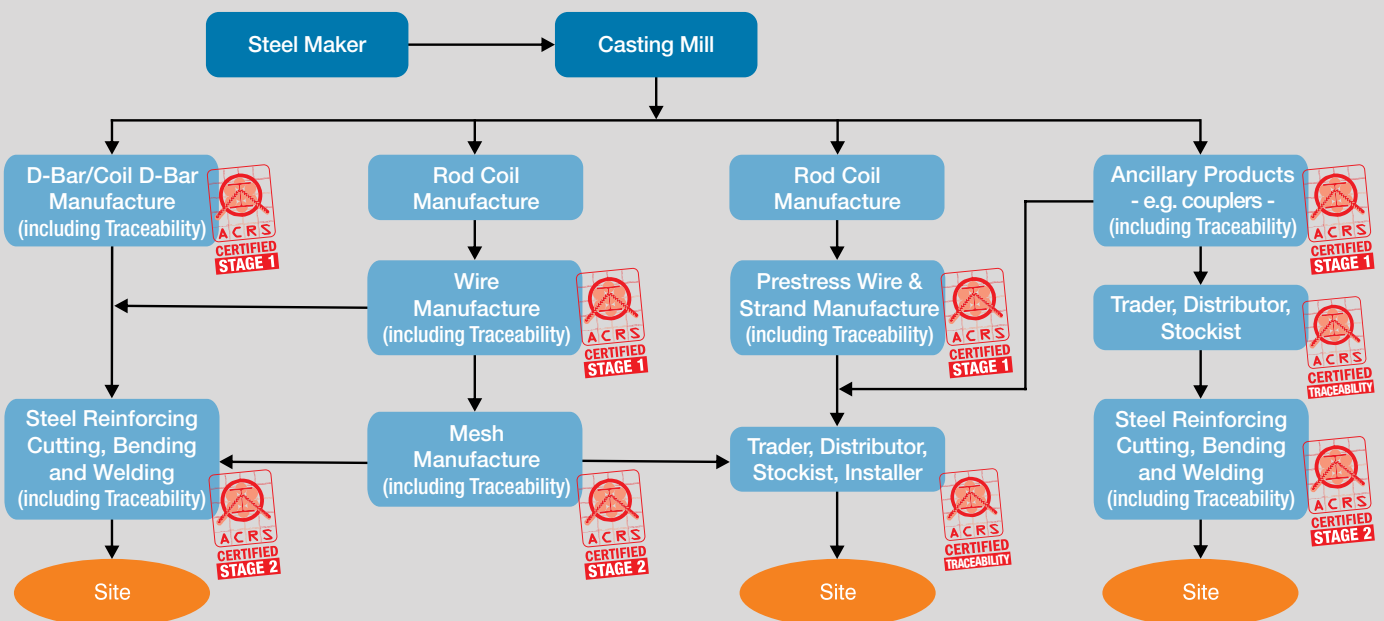 Steel Maker
Casting Mill
D-Bar/Coil D-Bar
Manufacture
(including Traceability)
ACRS
CERTIFIED
STAGE 1
Rod Coil
Manufacture
Rod Coil
Manufacture
Ancillary Products
- e.g. couplers -
(including Traceability)
ACRS
CERTIFIED
STAGE 1
Wire
Manufacture
(including Traceability)
ACRS
CERTIFIED
STAGE 1
Prestress Wire &
Strand Manufacture
(including Traceability)
ACRS
CERTIFIED
STAGE 1
Trader, Distributor,
Stockist
ACRS
CERTIFIED
TRACEABILITY
Steel Reinforcing
Cutting, Bending
and Welding
(including Traceability)
ACRS
CERTIFIED
STAGE 2
Mesh
Manufacture
(including Traceability)
ACRS
CERTIFIED
STAGE 2
Trader, Distributor,
Stockist, Installer
ACRS
CERTIFIED
TRACEABILITY
Steel Reinforcing
Cutting, Bending
and Welding
(including Traceability)
ACRS
CERTIFIED
STAGE 2
Site
Site
Site